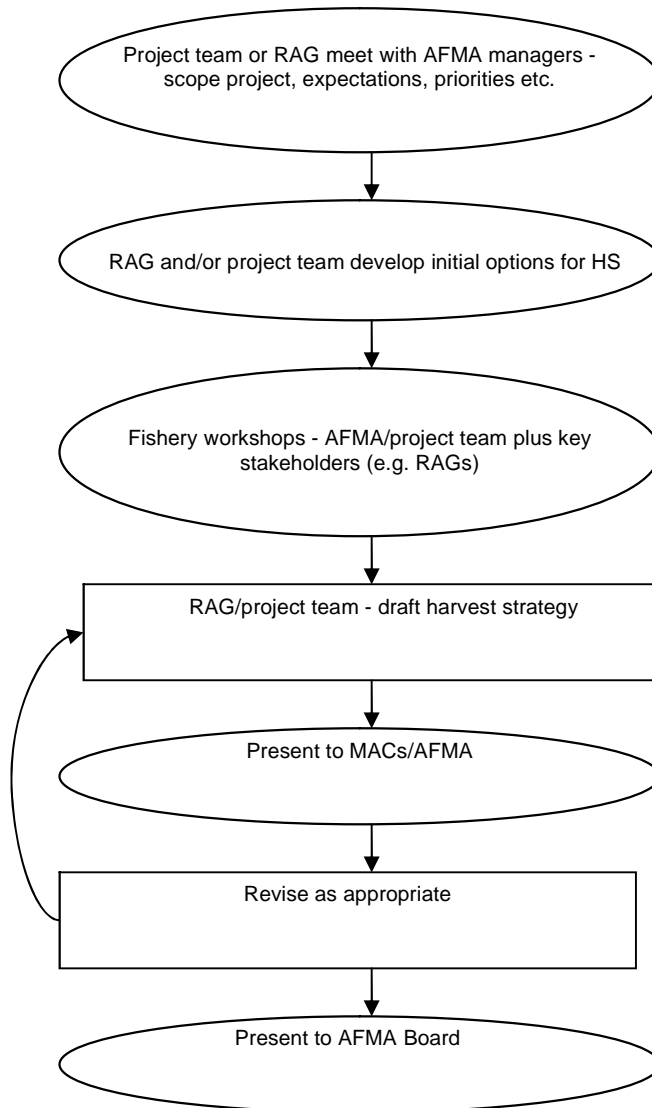 Project team or RAG meet with AFMA managers -
scope project, expectations, priorities etc.
RAG and/or project team develop initial options for HS
Fishery workshops - AFMA/project team plus key
stakeholders (e.g. RAGs)
RAG/project team - draft harvest strategy
Present to MACs/AFMA
Revise as appropriate
Present to AFMA Board